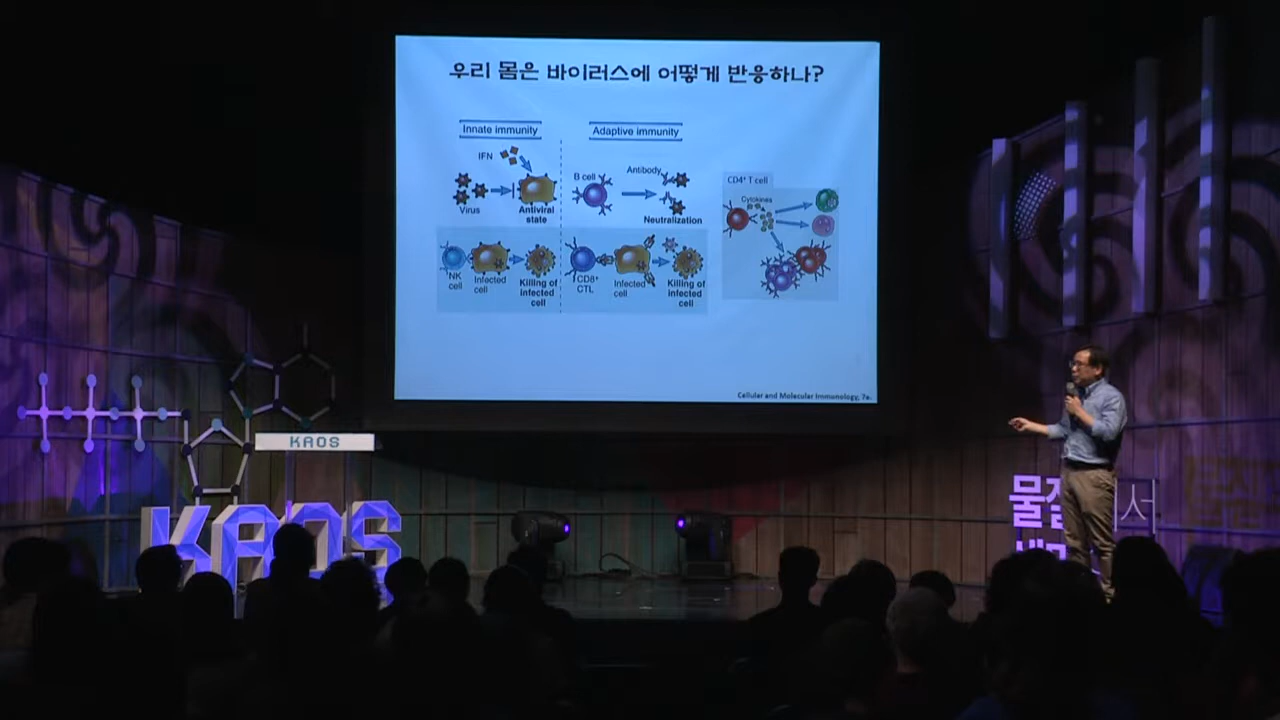 우리 몸은 바이러스에 어떻게 반응하나?
Innate immunity
Adaptive immunity
IFN
Virus
Antiviral
state
B cell
Antibody
Neutralization
CD4+ T cell
Cytokines
NK
cell
Infected
cell
Killing of
infected
cell
CD8+
CTL
Infected
cell
Killing of
infected
cell
Cellular and Molecular Immunology, 7e.
KAOS
KAOS
서